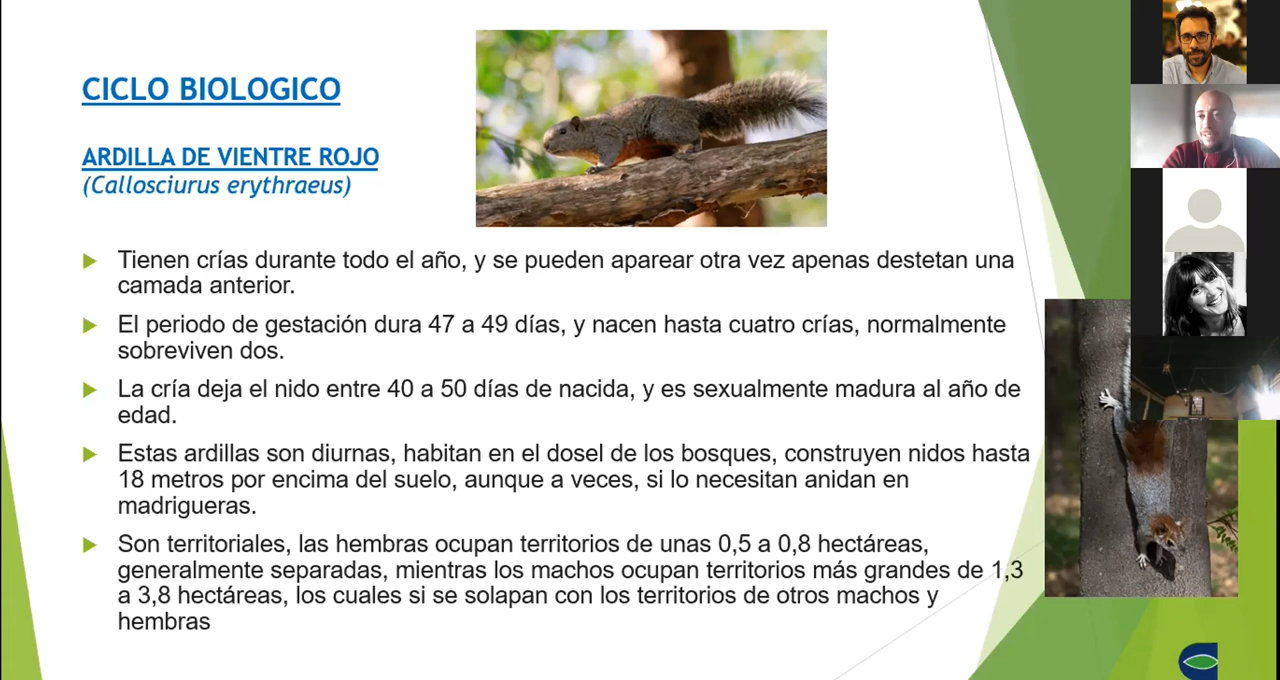 CICLO BIOLOGICO
ARDILLA DE VIENTRE ROJO
(Callosciurus erythraeus)
Tienen crías durante todo el año, y se pueden aparear otra vez apenas destetan una
camada anterior.
El periodo de gestación dura 47 a 49 días, y nacen hasta cuatro crías, normalmente
sobreviven dos.
La cría deja el nido entre 40 a 50 días de nacida, y es sexualmente madura al año de
edad.
Estas ardillas son diurnas, habitan en el dosel de los bosques, construyen nidos hasta
18 metros por encima del suelo, aunque a veces, si lo necesitan anidan en
madrigueras.
Son territoriales, las hembras ocupan territorios de unas 0,5 a 0,8 hectáreas,
generalmente separadas, mientras los machos ocupan territorios más grandes de 1,3
a 3,8 hectáreas, los cuales si se solapan con los territorios de otros machos y
hembras